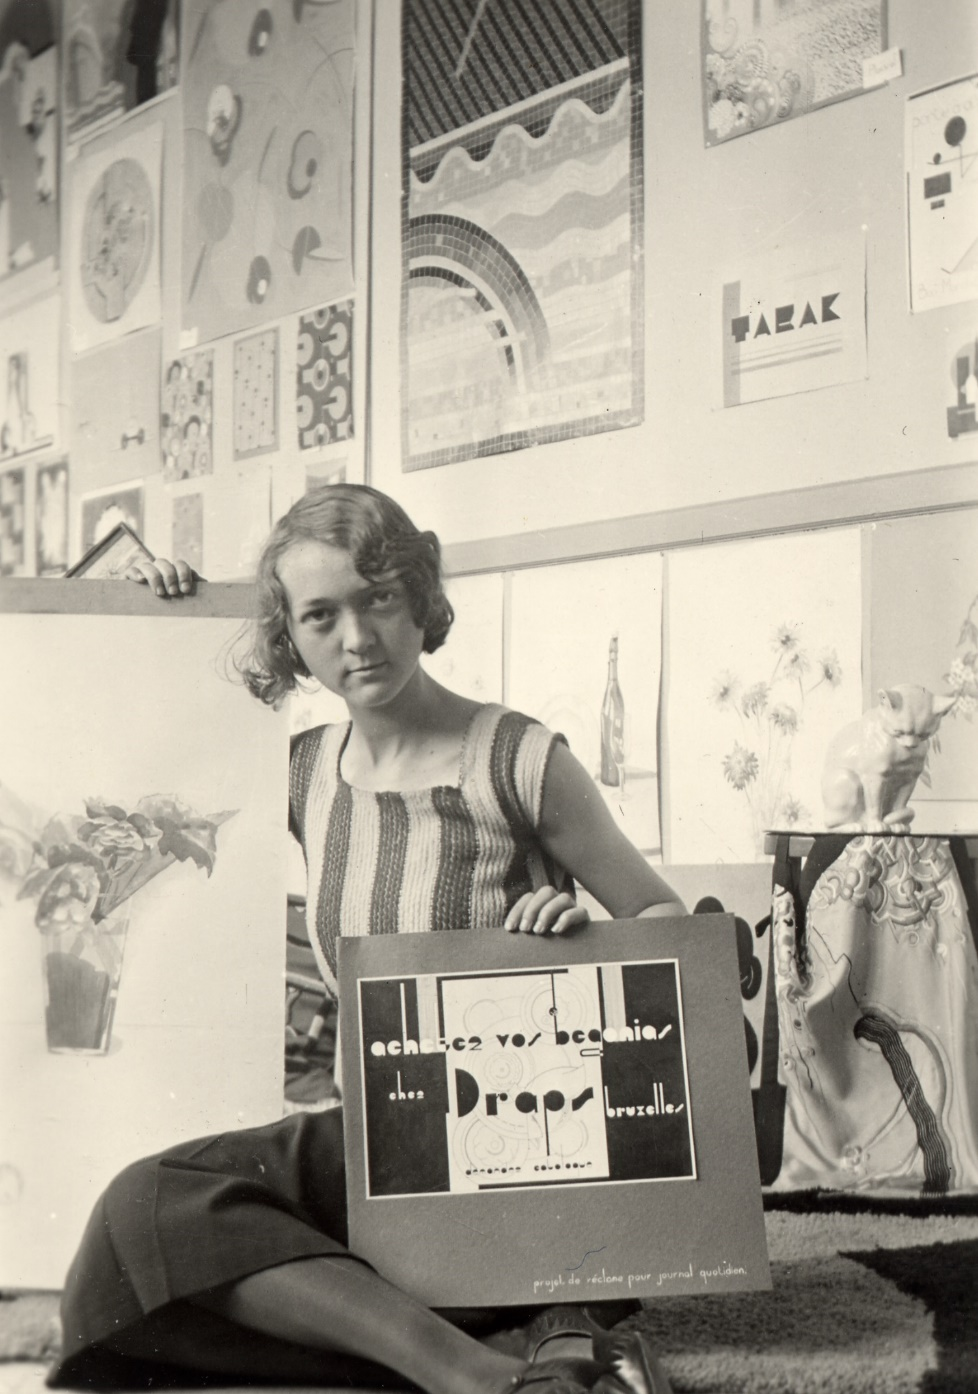 TABAK
achetez vos begonias
chez Draps bruxelles
projet de réclame pour journal quotidien.